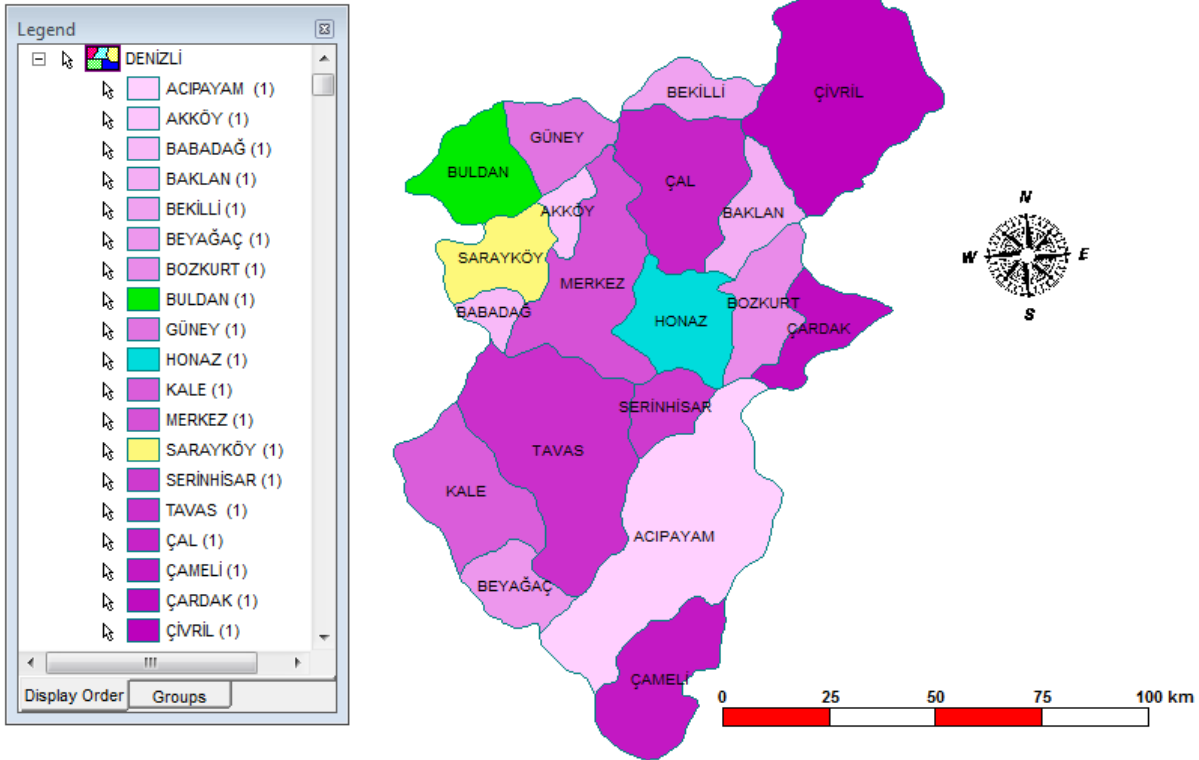 Legend
DENİZLİ
ACIPAYAM (1)
AKKÖY (1)
BABADAĞ (1)
BAKLAN (1)
BEKİLLİ (1)
BEYAĞAÇ (1)
BOZKURT (1)
BULDAN (1)
GÜNEY (1)
HONAZ (1)
KALE (1)
MERKEZ (1)
SARAYKÖY (1)
SERİNHİSAR (1)
TAVAS (1)
ÇAL (1)
ÇAMELİ (1)
ÇARDAK (1)
ÇİVRİL (1)
Display Order
Groups
BEKİLLİ
ÇİVRİL
GÜNEY
BULDAN
ÇAL
AKKÖY
BAKLAN
SARAYKÖY
MERKEZ
BABADAĞ
HONAZ
BOZKURT
ÇARDAK
SERİNHİSAR
TAVAS
KALE
ACIPAYAM
BEYAĞAÇ
ÇAMELİ
N
W E
S
0 25 50 75 100 km